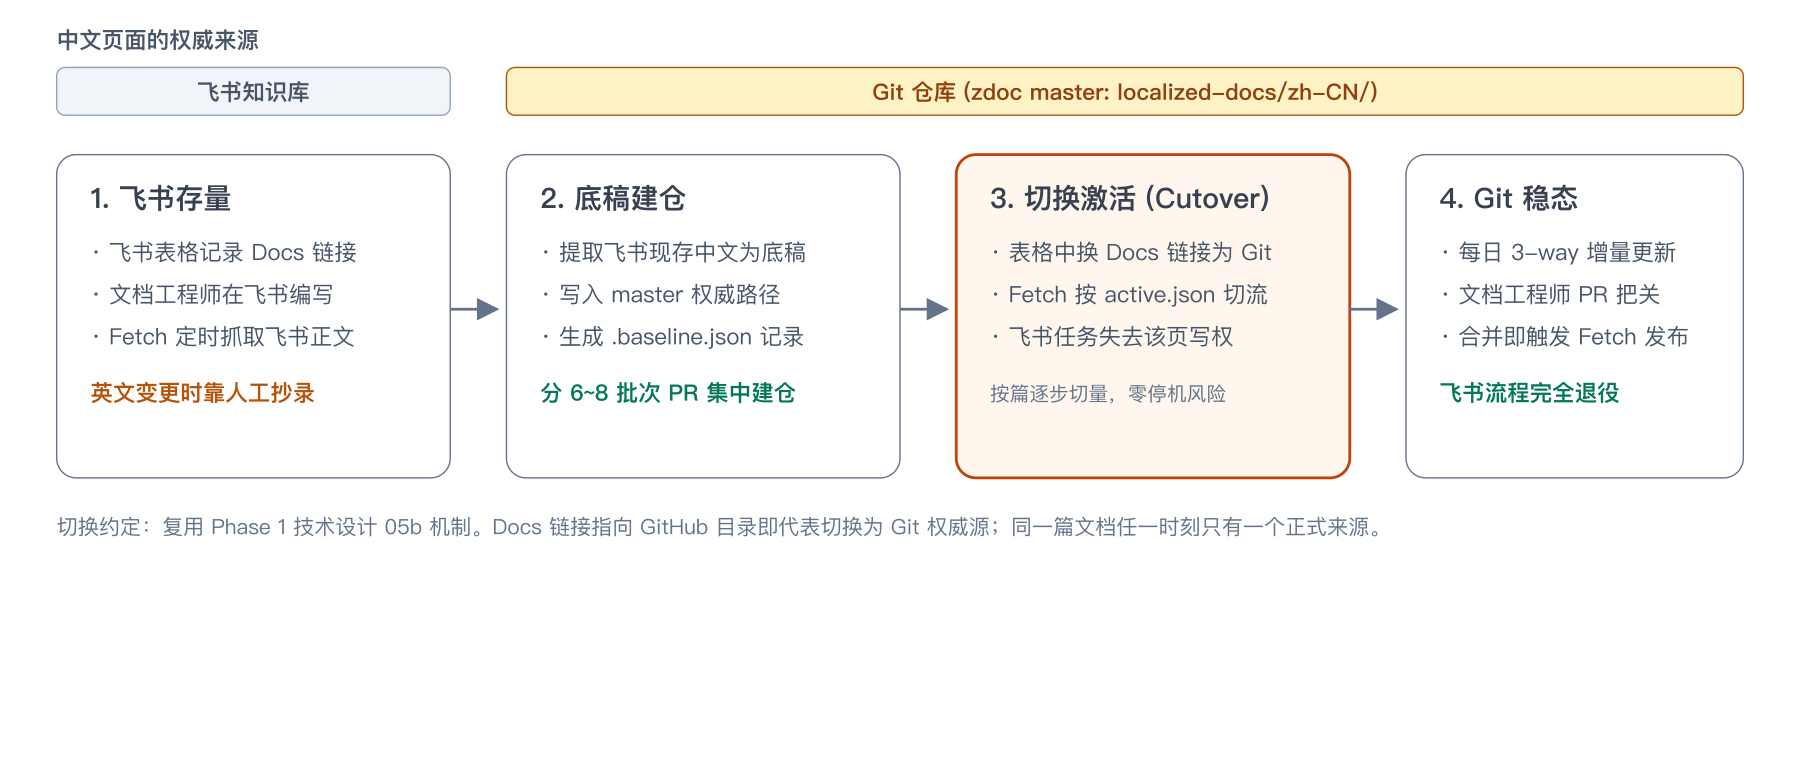 中文页面的权威来源
飞书知识库
Git 仓库 (zdoc master: localized-docs/zh-CN/)
1. 飞书存量
· 飞书表格记录 Docs 链接
· 文档工程师在飞书编写
· Fetch 定时抓取飞书正文
英文变更时靠人工抄录
2. 底稿建仓
· 提取飞书现存中文为底稿
· 写入 master 权威路径
· 生成 .baseline.json 记录
分 6~8 批次 PR 集中建仓
3. 切换激活 (Cutover)
· 表格中换 Docs 链接为 Git
· Fetch 按 active.json 切流
· 飞书任务失去该页写权
按篇逐步切量，零停机风险
4. Git 稳态
· 每日 3-way 增量更新
· 文档工程师 PR 把关
· 合并即触发 Fetch 发布
飞书流程完全退役
切换约定：复用 Phase 1 技术设计 05b 机制。Docs 链接指向 GitHub 目录即代表切换为 Git 权威源；同一篇文档任一时刻只有一个正式来源。